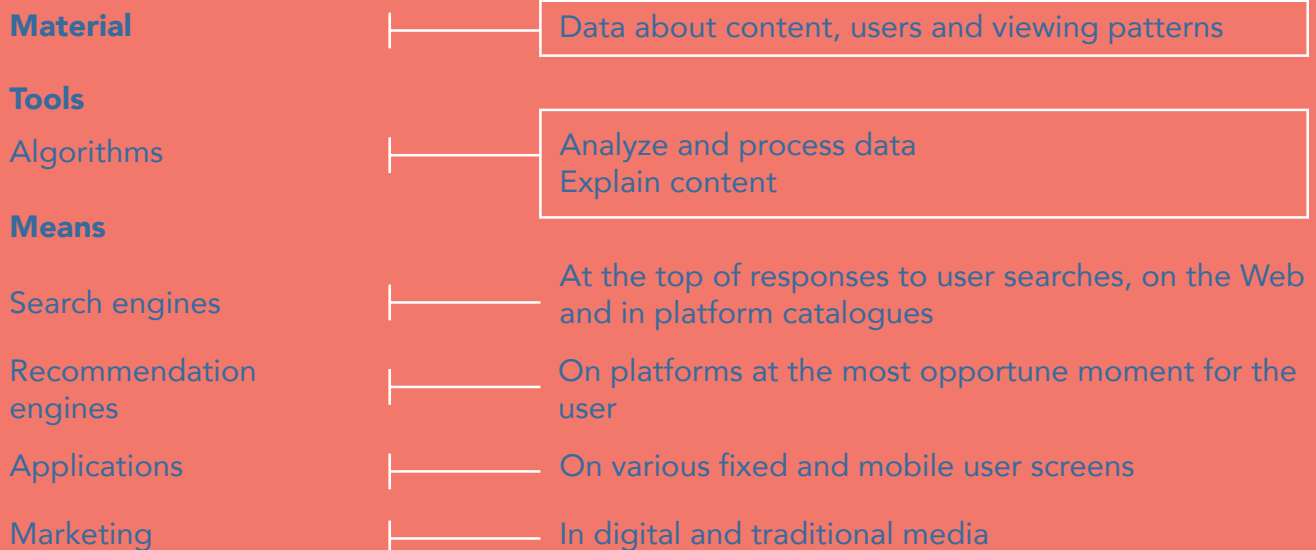 Material
Data about content, users and viewing patterns
Tools
Algorithms
Analyze and process data
Explain content
Means
Search engines
At the top of responses to user searches, on the Web
and in platform catalogues
Recommendation
engines
On platforms at the most opportune moment for the
user
Applications
On various fixed and mobile user screens
Marketing
In digital and traditional media